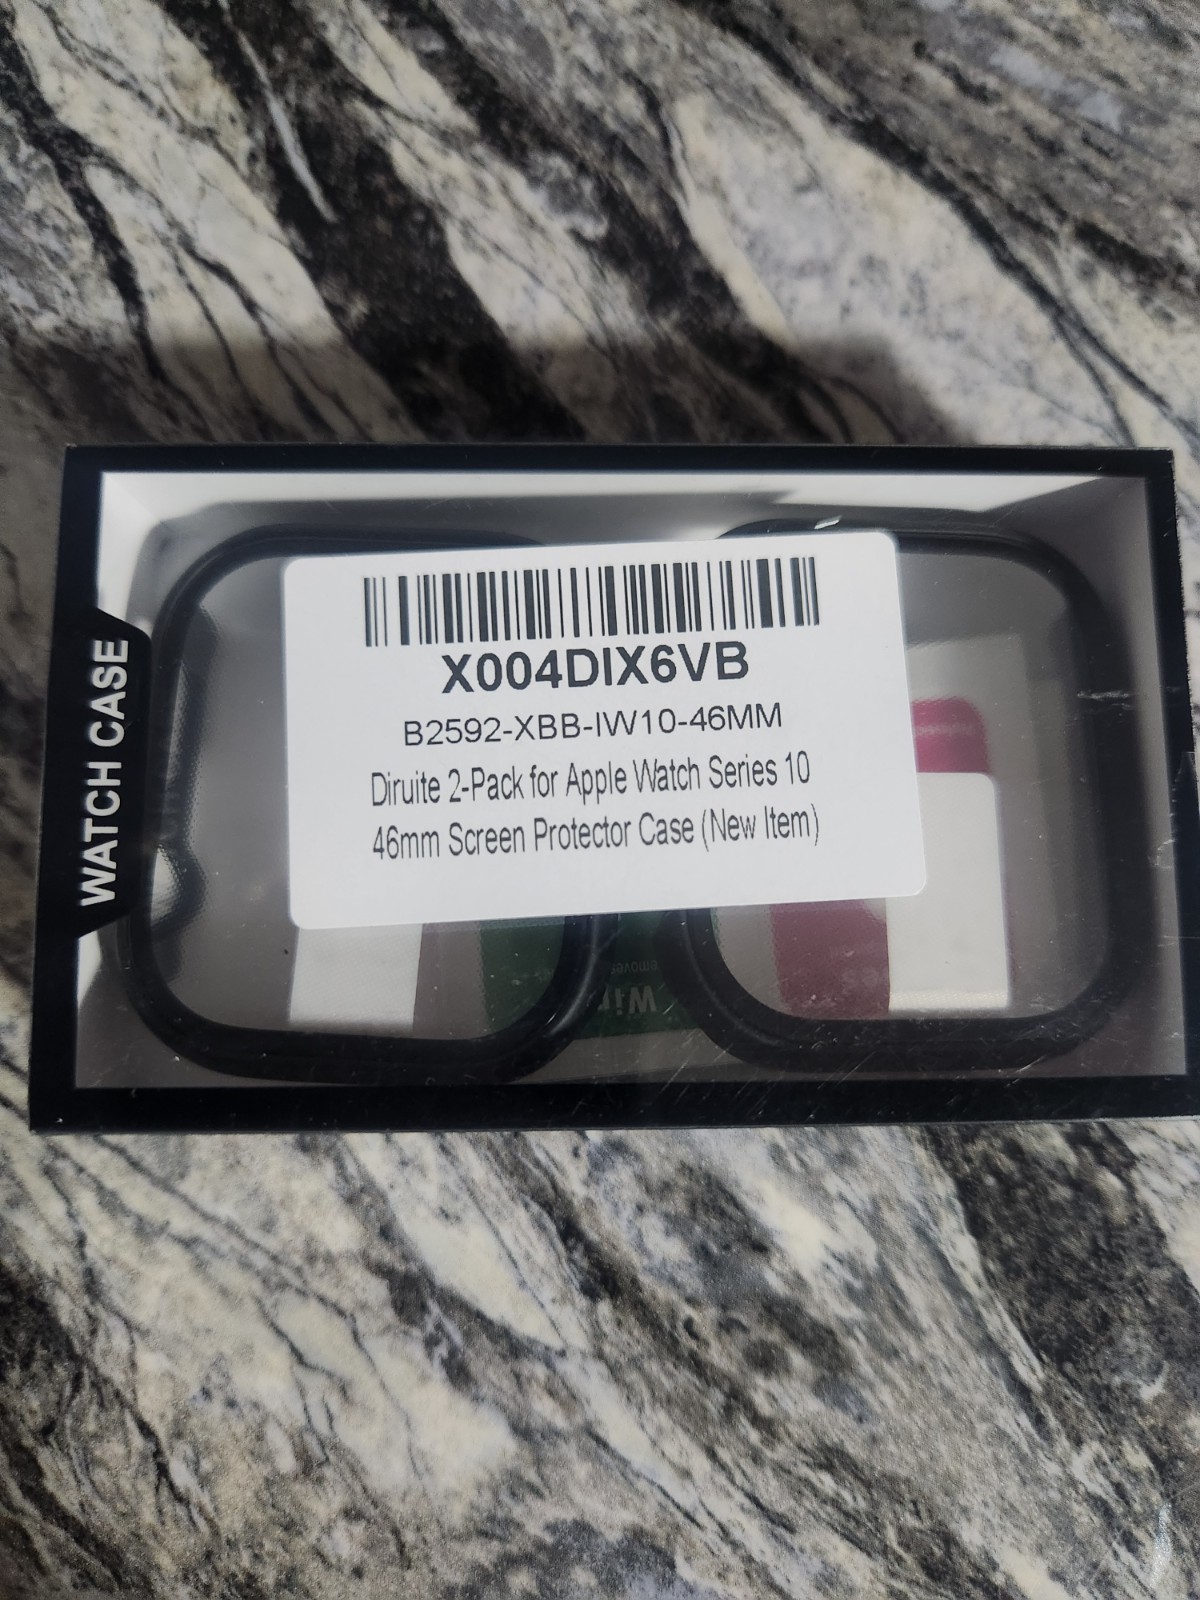 WATCH CASE
X004DIX6VB
B2592-XBB-IW10-46MM
Diruite 2-Pack for Apple Watch Series 10
46mm Screen Protector Case (New Item)